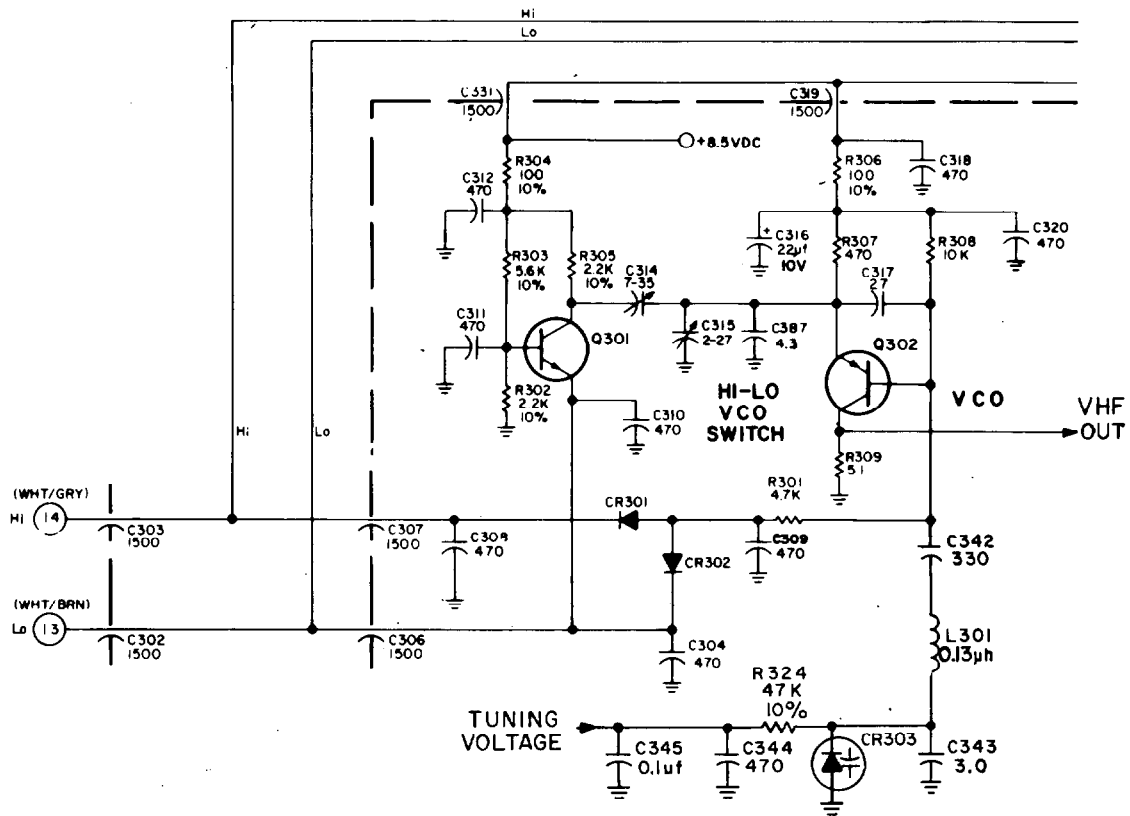 Hi
Lo
C331
1500
C319
1500
+8.5VDC
R304
100
10%
R306
100
10%
C318
470
C312
470
R303
5.6K
10%
R305
2.2K
10%
C314
7-35
+
C316
22µf
10V
R307
470
R308
10K
C320
470
C317
27
C311
470
Q301
C315
2-27
C387
4.3
Q302
R302
2.2K
10%
C310
470
HI-LO
VCO
SWITCH
VCO
VHF
OUT
Hi
Lo
R309
51
R301
4.7K
(WHT/GRY)
Hi 14
C303
1500
C307
1500
C308
470
CR301
C309
470
CR302
C342
330
(WHT/BRN)
Lo 13
C302
1500
C306
1500
C304
470
L301
0.13µh
R324
47K
10%
TUNING
VOLTAGE
C345
0.1uf
C344
470
CR303
C343
3.0